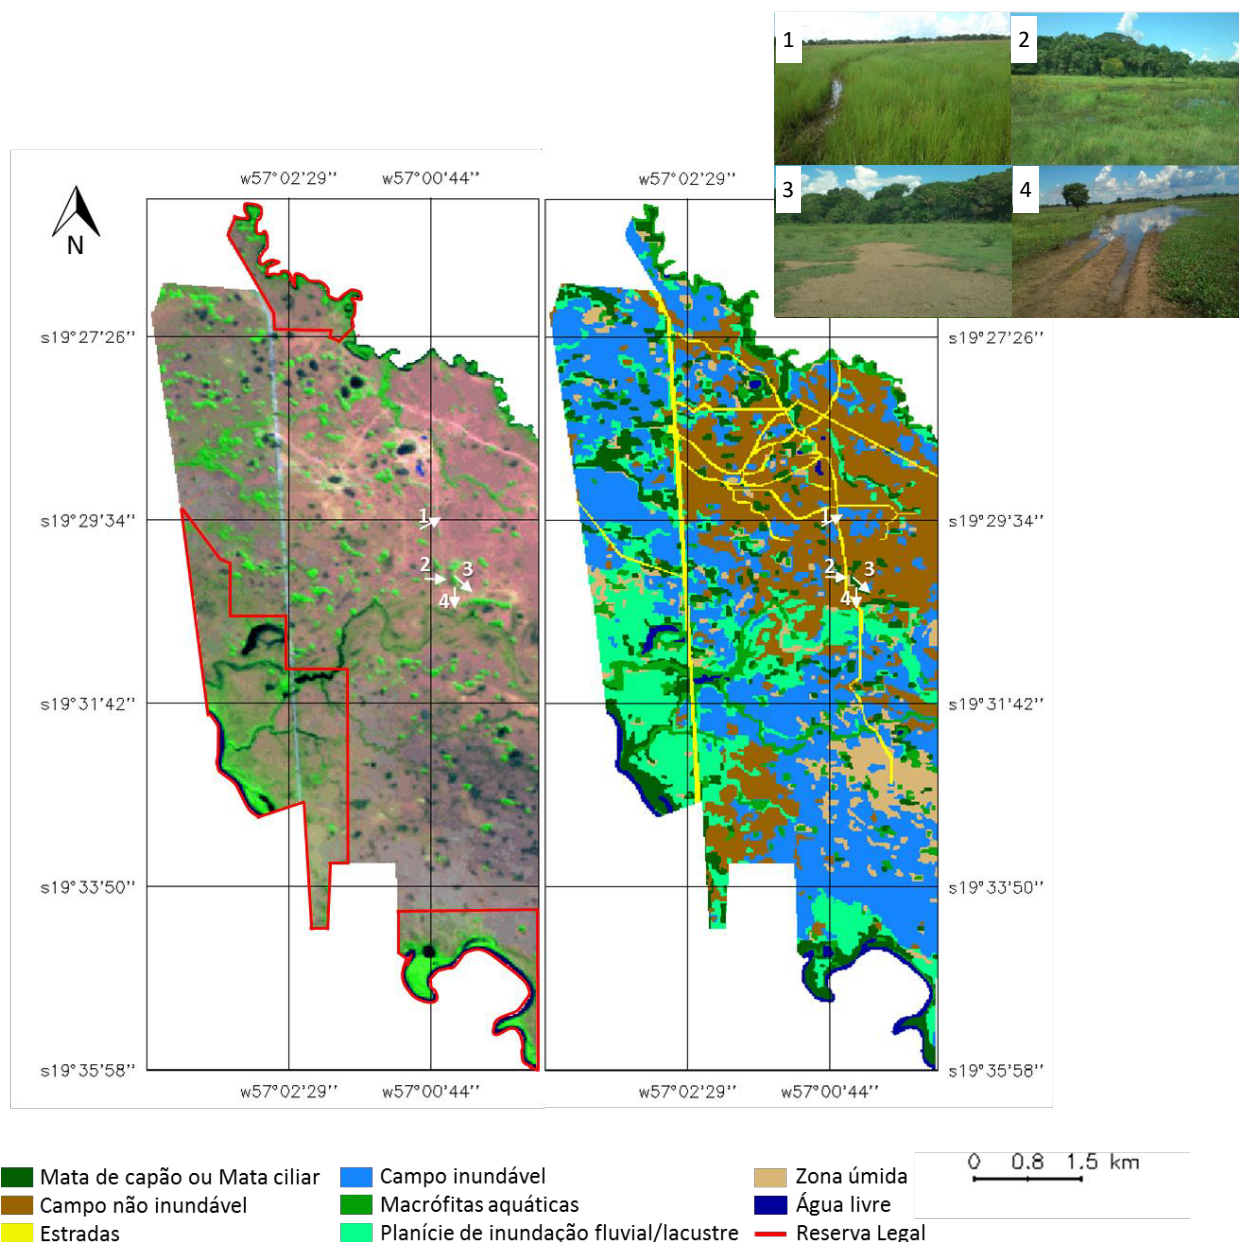 1
2
3
4
w57°02'29''
w57°00'44''
w57°02'29''
N
s19°27'26''
s19°27'26''
1
1
s19°29'34''
s19°29'34''
2
3
2
3
4
4
s19°31'42''
s19°31'42''
s19°33'50''
s19°33'50''
s19°35'58''
s19°35'58''
w57°02'29''
w57°00'44''
w57°02'29''
w57°00'44''
Mata de capão ou Mata ciliar
Campo inundável
Zona úmida
0 0.8 1.5 km
Campo não inundável
Macrófitas aquáticas
Água livre
Estradas
Planície de inundação fluvial/lacustre
Reserva Legal